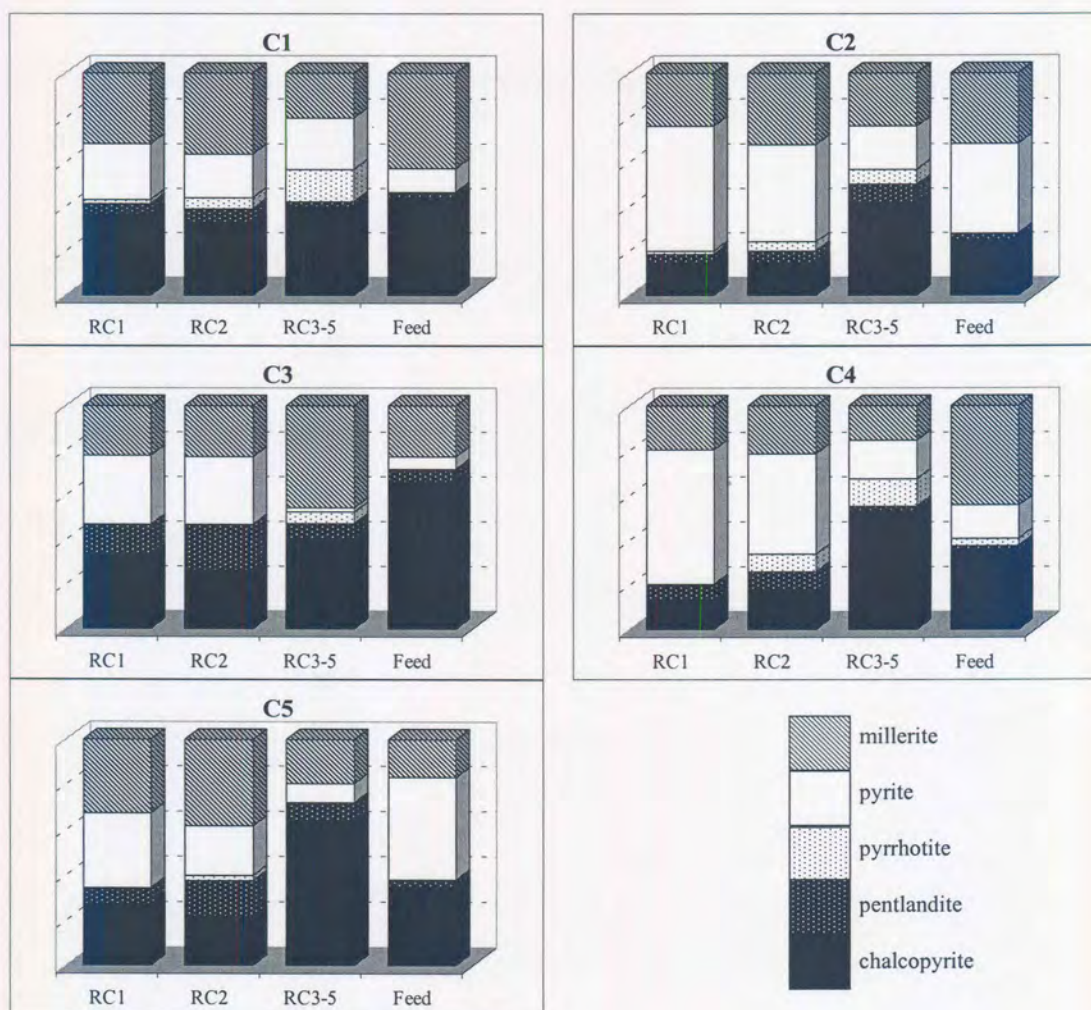 C1
RC1 RC2 RC3-5 Feed
C2
RC1 RC2 RC3-5 Feed
C3
RC1 RC2 RC3-5 Feed
C4
RC1 RC2 RC3-5 Feed
C5
RC1 RC2 RC3-5 Feed
millerite
pyrite
pyrrhotite
pentlandite
chalcopyrite